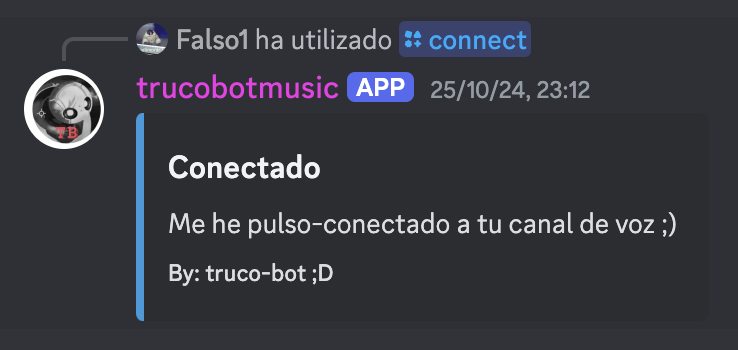 Falso1 ha utilizado connect
trucobotmusic APP 25/10/24, 23:12
TB
Conectado
Me he pulso-conectado a tu canal de voz ;)
By: truco-bot ;D